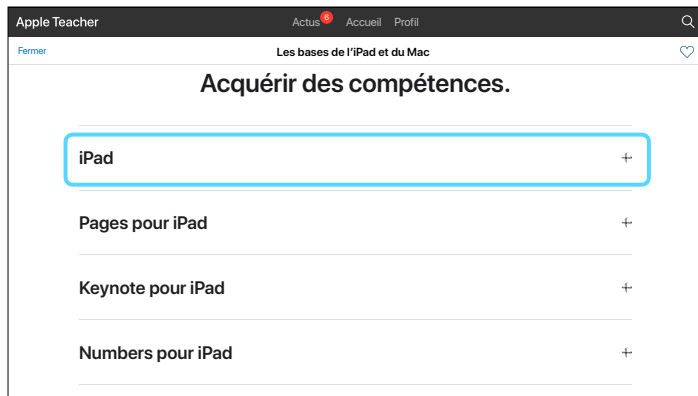 Apple Teacher Actus 6 Accueil Profil
Fermer Les bases de l'iPad et du Mac
Acquérir des compétences.
iPad
Pages pour iPad
Keynote pour iPad
Numbers pour iPad